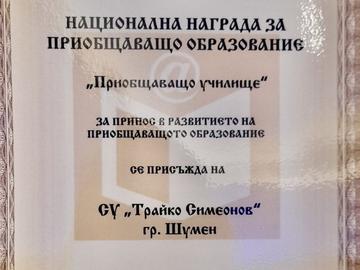 НАЦИОНАЛНА НАГРАДА ЗА
ПРИОБЩАВАЩО ОБРАЗОВАНИЕ
„Приобщаващо училище“
ЗА ПРИНОС В РАЗВИТИЕТО НА
ПРИОБЩАВАЩОТО ОБРАЗОВАНИЕ
СЕ ПРИСЪЖДА НА
СУ „Трайко Симеонов“
гр. Шумен